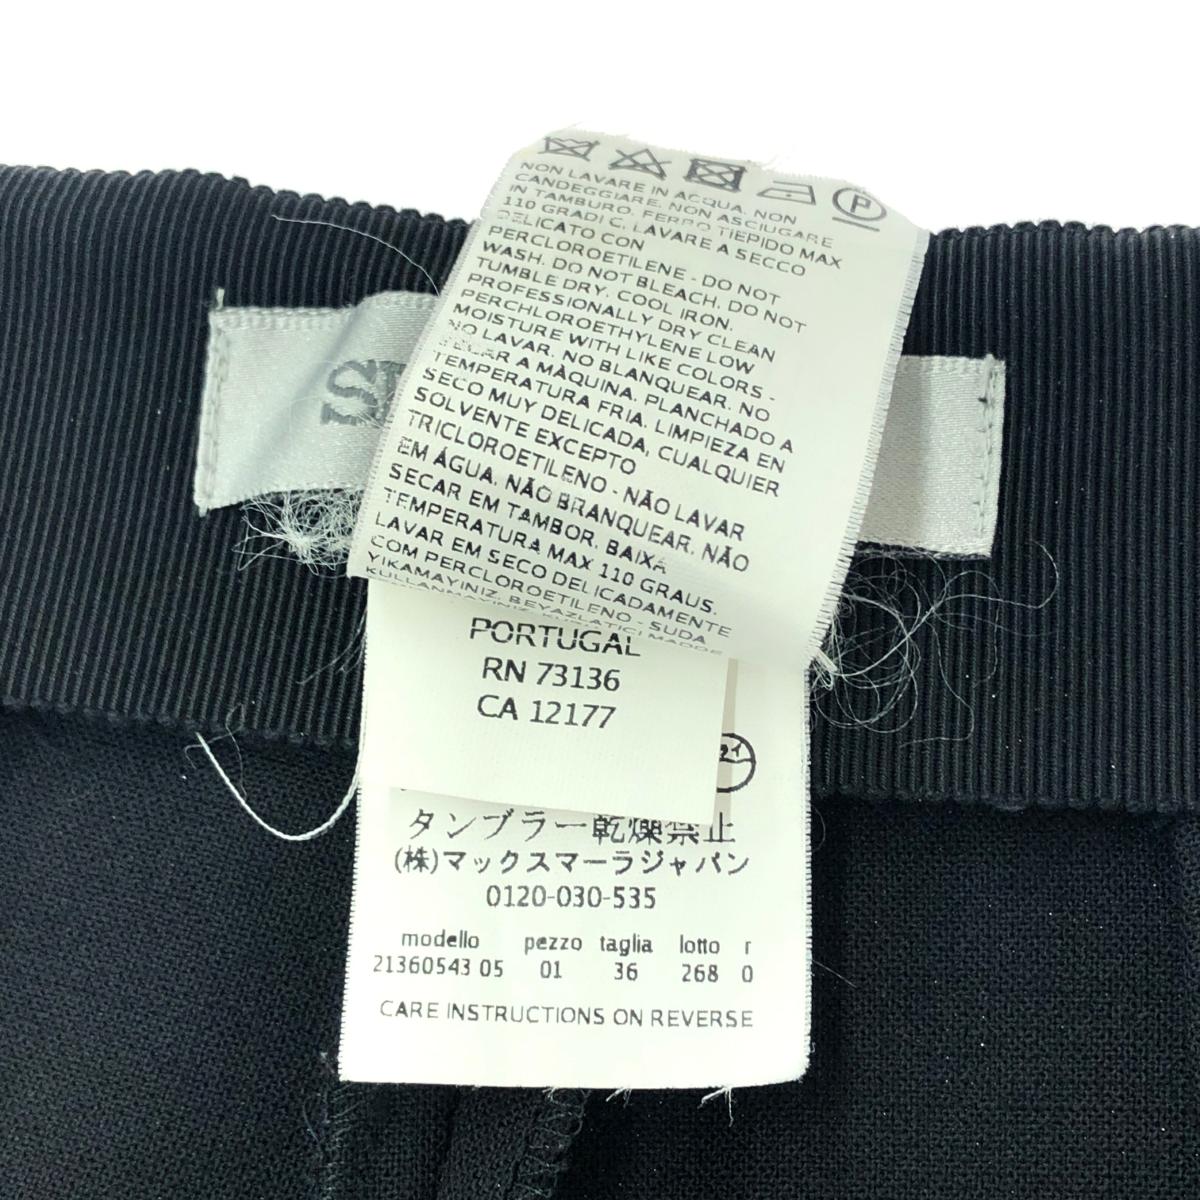 NON LAVARE IN ACQUA. NON
CANDEGGIARE. NON ASCIUGARE
IN TAMBURO. FERRO TIEPIDO MAX
110 GRADI C. LAVARE A SECCO
DELICATO CON
PERCLOROETILENE - DO NOT
WASH. DO NOT BLEACH. DO NOT
TUMBLE DRY. COOL IRON.
PROFESSIONALLY DRY CLEAN
PERCHLOROETHYLENE LOW
MOISTURE WITH LIKE COLORS -
NO LAVAR. NO BLANQUEAR. NO
SECAR A MÁQUINA. PLANCHADO A
TEMPERATURA FRIA. LIMPIEZA EN
SECO MUY DELICADA, CUALQUIER
SOLVENTE EXCEPTO
TRICLOROETILENO - NÃO LAVAR
EM ÁGUA. NÃO BRANQUEAR. NÃO
SECAR EM TAMBOR. BAIXA
TEMPERATURA MAX 110 GRAUS.
LAVAR EM SECO DELICADAMENTE
COM PERCLOROETILENO - SUDA
YIKAMAYINIZ. BEYAZLATICI MADDE
KULLANMAYINIZ.
P
PORTUGAL
RN 73136
CA 12177
タンブラー乾燥禁止
(株)マックスマーラジャパン
0120-030-535
modello pezzo taglia lotto r
21360543 05 01 36 268 0
CARE INSTRUCTIONS ON REVERSE